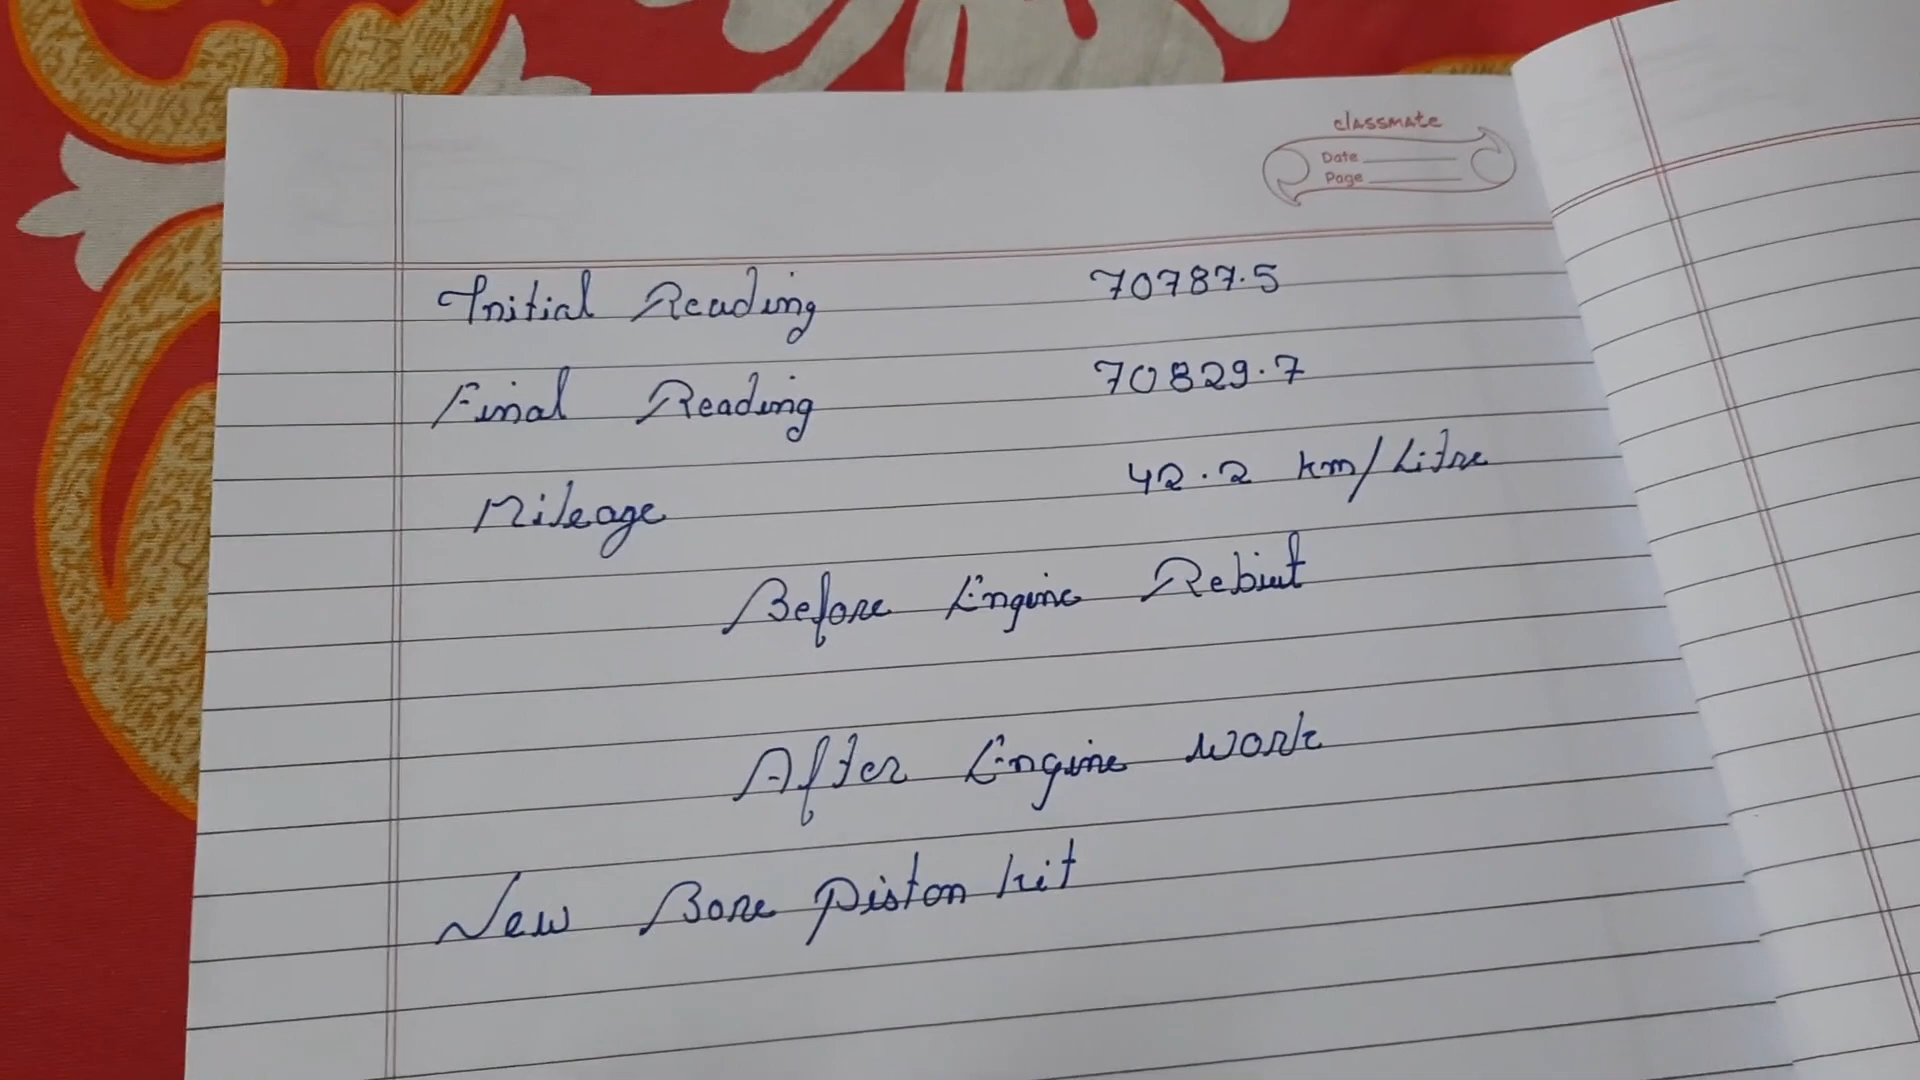 classmate
Date
Page
Initial Reading 70787.5
Final Reading 70829.7
Mileage 42.2 km/Litre
Before Engine Rebiut
After Engine work
New Bore piston kit